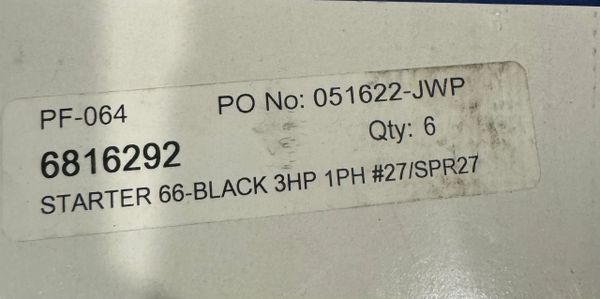 PF-064 PO No: 051622-JWP
6816292 Qty: 6
STARTER 66-BLACK 3HP 1PH #27/SPR27